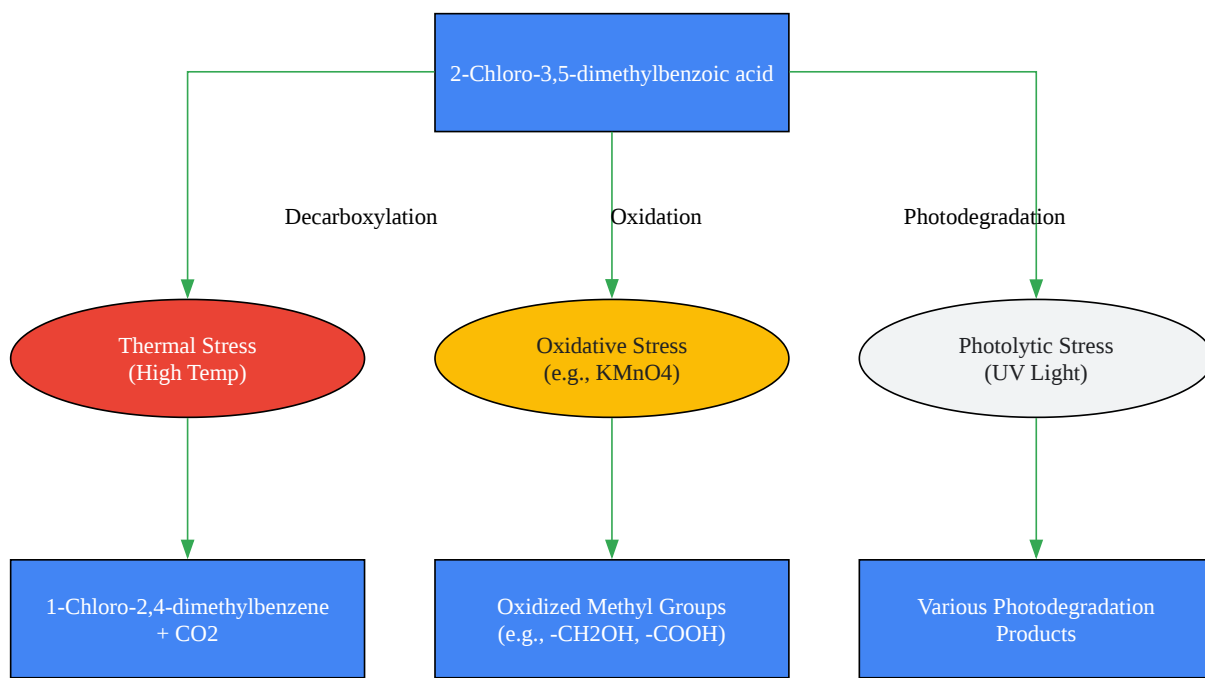 2-Chloro-3,5-dimethylbenzoic acid
Decarboxylation
Oxidation
Photodegradation
Thermal Stress
(High Temp)
Oxidative Stress
(e.g., KMnO4)
Photolytic Stress
(UV Light)
1-Chloro-2,4-dimethylbenzene
+ CO2
Oxidized Methyl Groups
(e.g., -CH2OH, -COOH)
Various Photodegradation
Products